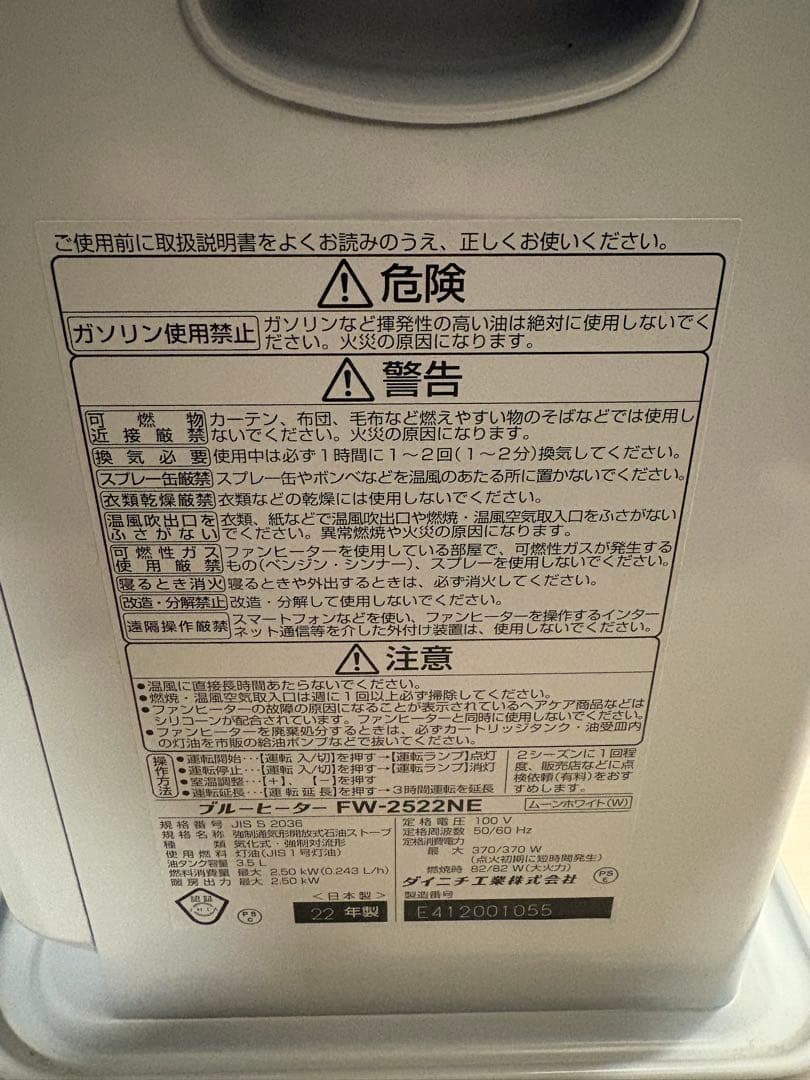 ご使用前に取扱説明書をよくお読みのうえ、正しくお使いください。
危険
ガソリン使用禁止 ガソリンなど揮発性の高い油は絶対に使用しないでく
ださい。火災の原因になります。
警告
可燃物 カーテン、布団、毛布など燃えやすい物のそばなどでは使用し
近接厳禁 ないでください。火災の原因になります。
換気必要 使用中は必ず1時間に1〜2回(1〜2分)換気してください。
スプレー缶厳禁 スプレー缶やボンベなどを温風のあたる所に置かないでください。
衣類乾燥厳禁 衣類などの乾燥には使用しないでください。
温風吹出口を 衣類、紙などで温風吹出口や燃焼・温風空気取入口をふさがない
ふさがない でください。異常燃焼や火災の原因になります。
可燃性ガス ファンヒーターを使用している部屋で、可燃性ガスが発生する
使用厳禁 もの(ベンジン・シンナー)、スプレーを使用しないでください。
寝るとき消火 寝るときや外出するときは、必ず消火してください。
改造・分解禁止 改造・分解して使用しないでください。
遠隔操作厳禁 スマートフォンなどを使い、ファンヒーターを操作するインター
ネット通信等を介した外付け装置は、使用しないでください。
注意
●温風に直接長時間あたらないでください。
●燃焼・温風空気取入口は週に1回以上必ず掃除してください。
●ファンヒーターの故障の原因になることが表示されているヘアケア商品などは
シリコーンが配合されています。ファンヒーターと同時に使用しないでください。
●ファンヒーターを廃棄処分するときは、必ずカートリッジタンク・油受皿内
の灯油を市販の給油ポンプなどで抜いてください。
操作方法
●運転開始…【運転 入/切】を押す→【運転ランプ】点灯
●運転停止…【運転 入/切】を押す→【運転ランプ】消灯
●室温調整…【+】、【−】を押す
●運転延長…【運転延長】を押す→3時間運転を延長
2シーズンに1回程
度、販売店などに点
検依頼(有料)をおす
すめします。
ブルーヒーター FW-2522NE ムーンホワイト(W)
規格番号 JIS S 2036
規格名称 強制通気形開放式石油ストーブ
種類 気化式・強制対流形
使用燃料 灯油(JIS1号灯油)
油タンク容量 3.5 L
燃料消費量 最大 2.50 kW(0.243 L/h)
暖房出力 最大 2.50 kW
定格電圧 100 V
定格周波数 50/60 Hz
定格消費電力
最大 370/370 W
(点火初期に短時間発生)
燃焼時 82/82 W(大火力)
ダイニチ工業株式会社 PS E
認証
JHIA
PS C
<日本製>
22 年製
製造番号
E412001055